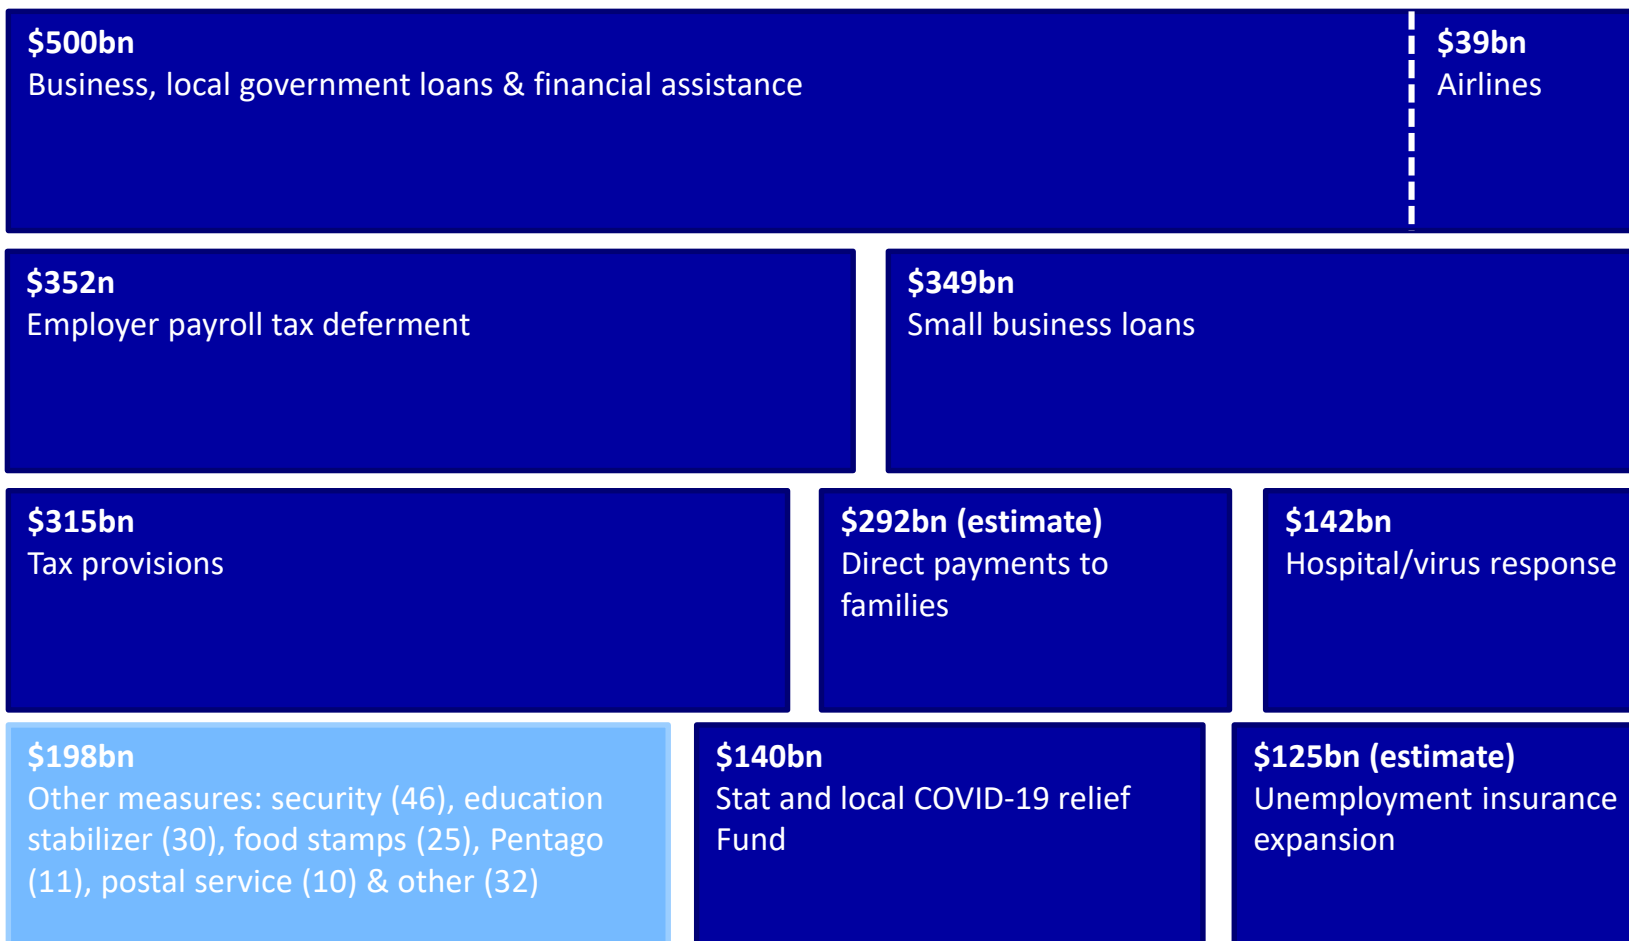 $500bn
Business, local government loans & financial assistance
$39bn
Airlines
$352n
Employer payroll tax deferment
$349bn
Small business loans
$315bn
Tax provisions
$292bn (estimate)
Direct payments to
families
$142bn
Hospital/virus response
$198bn
Other measures: security (46), education
stabilizer (30), food stamps (25), Pentago
(11), postal service (10) & other (32)
$140bn
Stat and local COVID-19 relief
Fund
$125bn (estimate)
Unemployment insurance
expansion